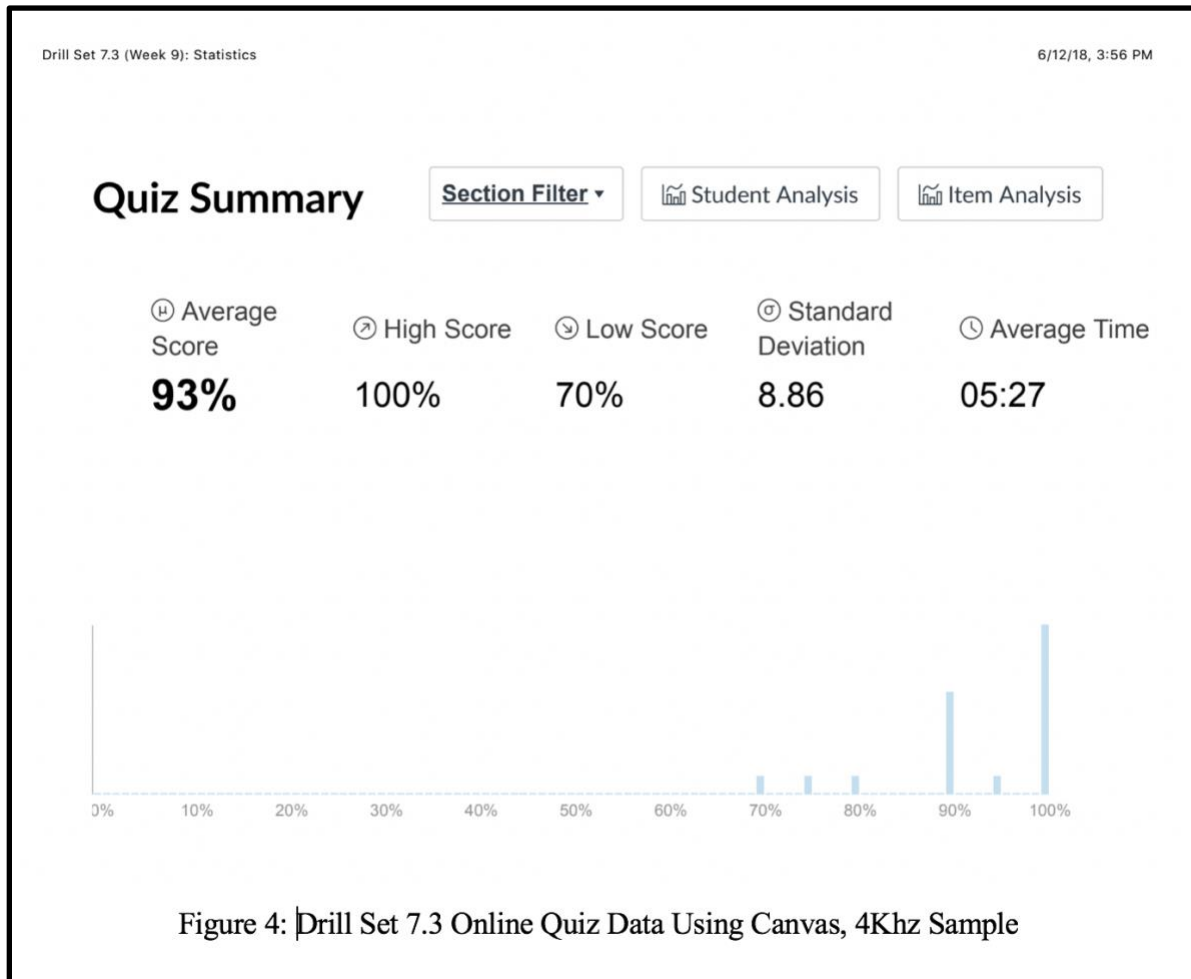 Drill Set 7.3 (Week 9): Statistics
6/12/18, 3:56 PM
Quiz Summary
Section Filter
Student Analysis
Item Analysis
μ Average
Score
93%
High Score
100%
Low Score
70%
σ Standard
Deviation
8.86
Average Time
05:27
0% 10% 20% 30% 40% 50% 60% 70% 80% 90% 100%
Figure 4: Drill Set 7.3 Online Quiz Data Using Canvas, 4Khz Sample